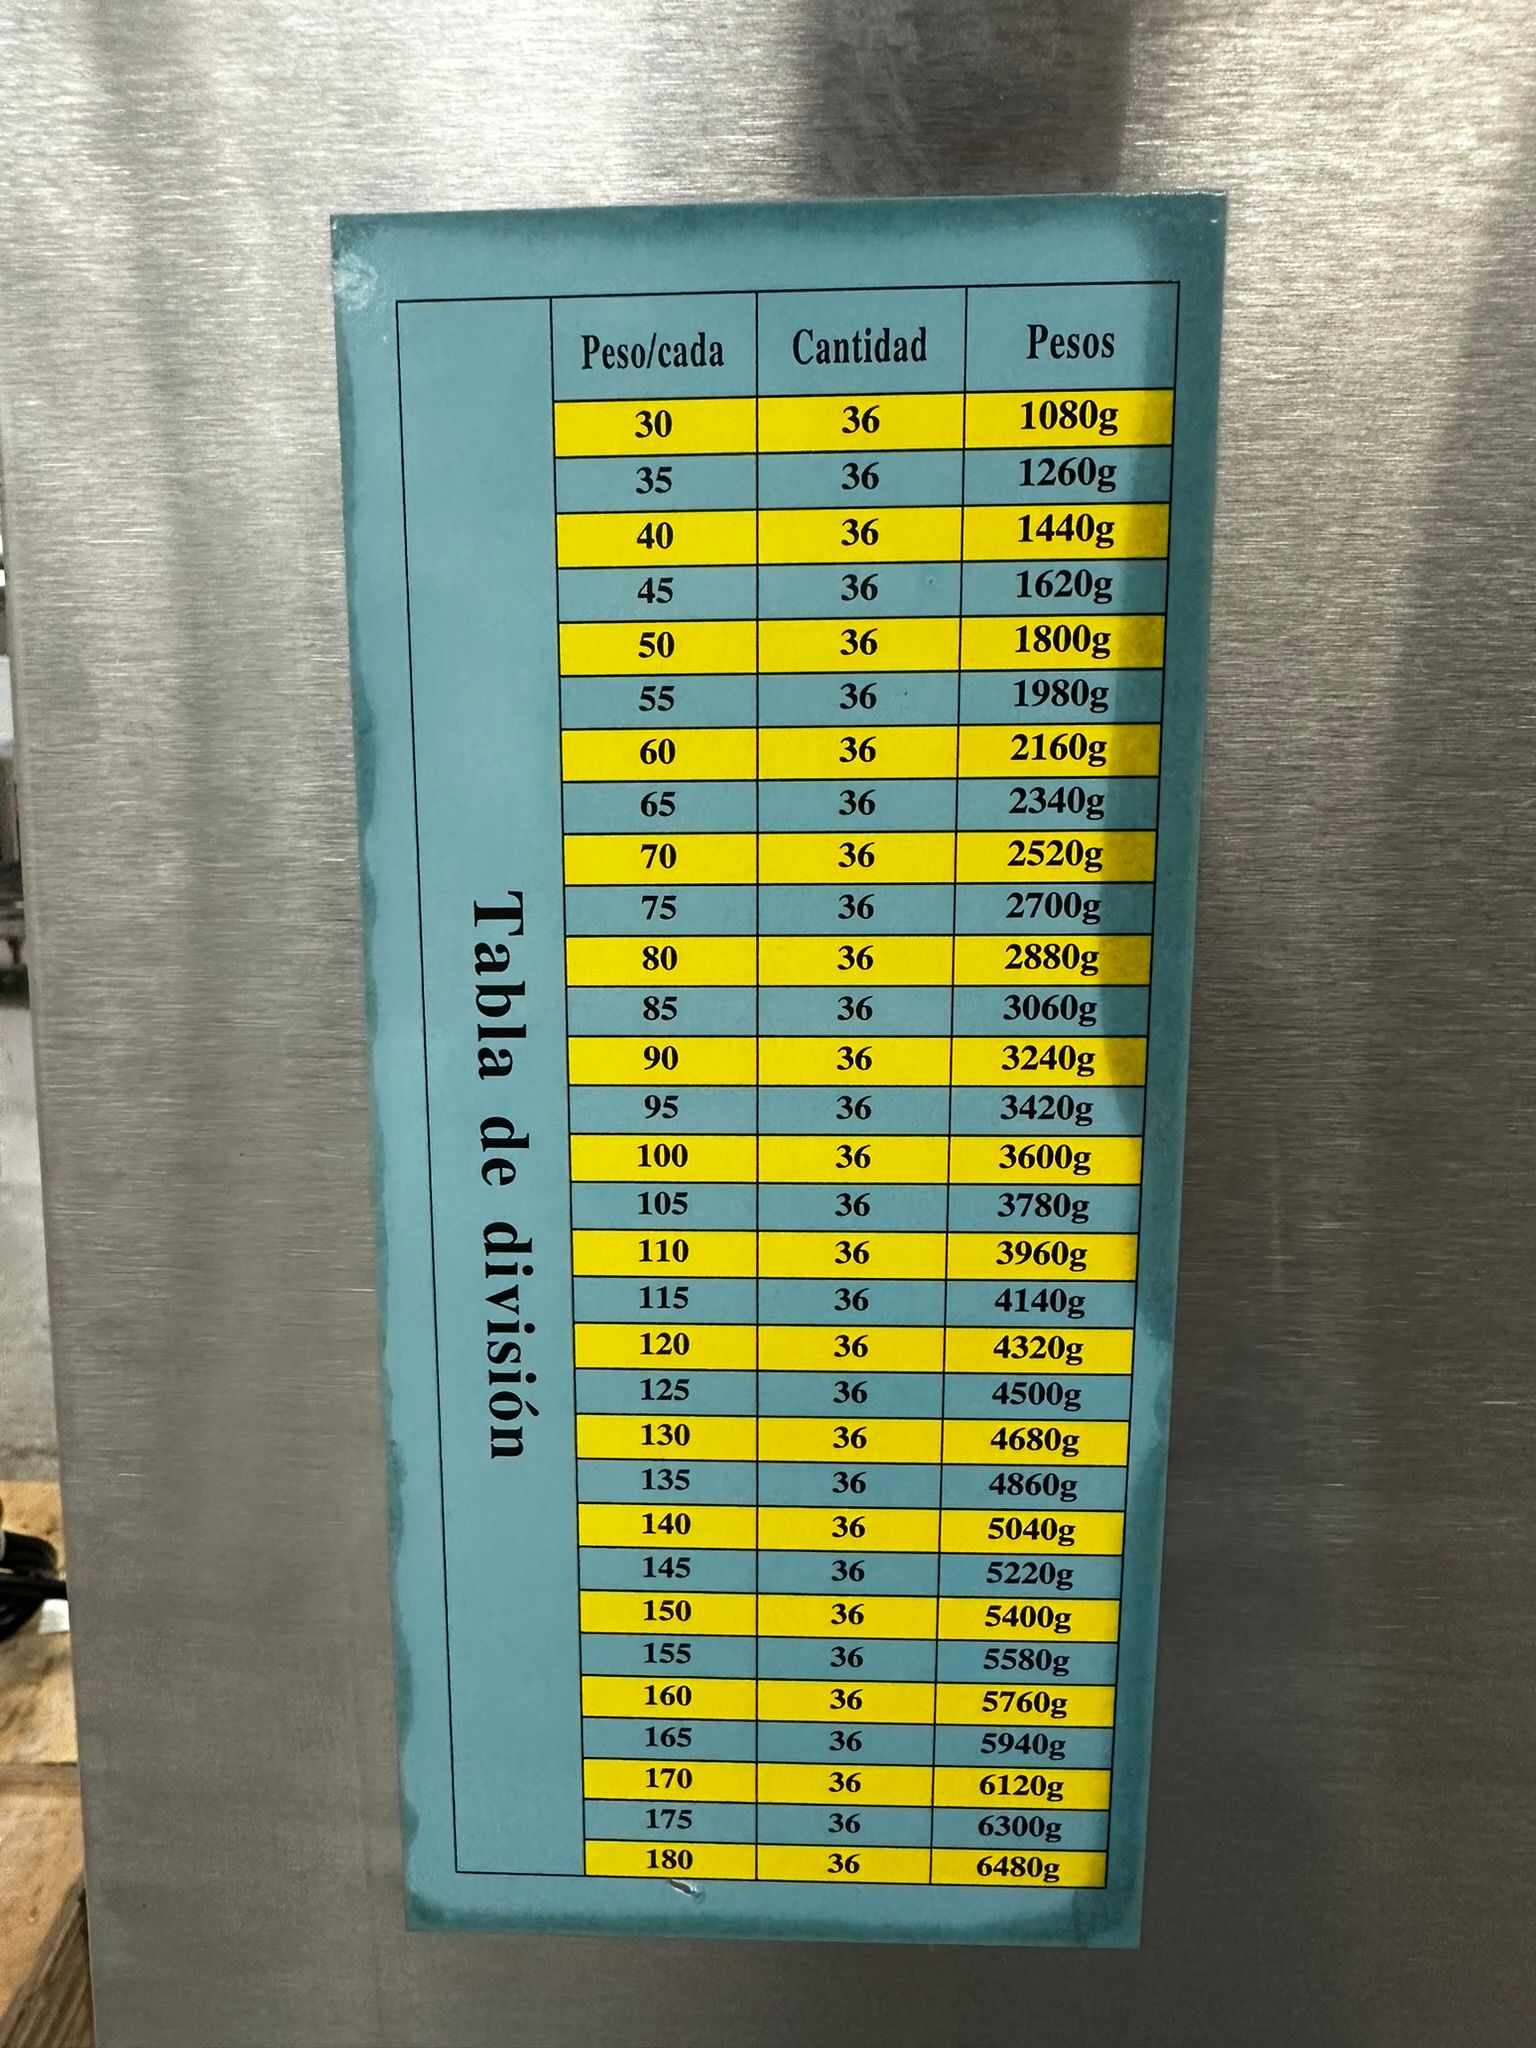 Tabla de división
Peso/cada Cantidad Pesos
30 36 1080g
35 36 1260g
40 36 1440g
45 36 1620g
50 36 1800g
55 36 1980g
60 36 2160g
65 36 2340g
70 36 2520g
75 36 2700g
80 36 2880g
85 36 3060g
90 36 3240g
95 36 3420g
100 36 3600g
105 36 3780g
110 36 3960g
115 36 4140g
120 36 4320g
125 36 4500g
130 36 4680g
135 36 4860g
140 36 5040g
145 36 5220g
150 36 5400g
155 36 5580g
160 36 5760g
165 36 5940g
170 36 6120g
175 36 6300g
180 36 6480g